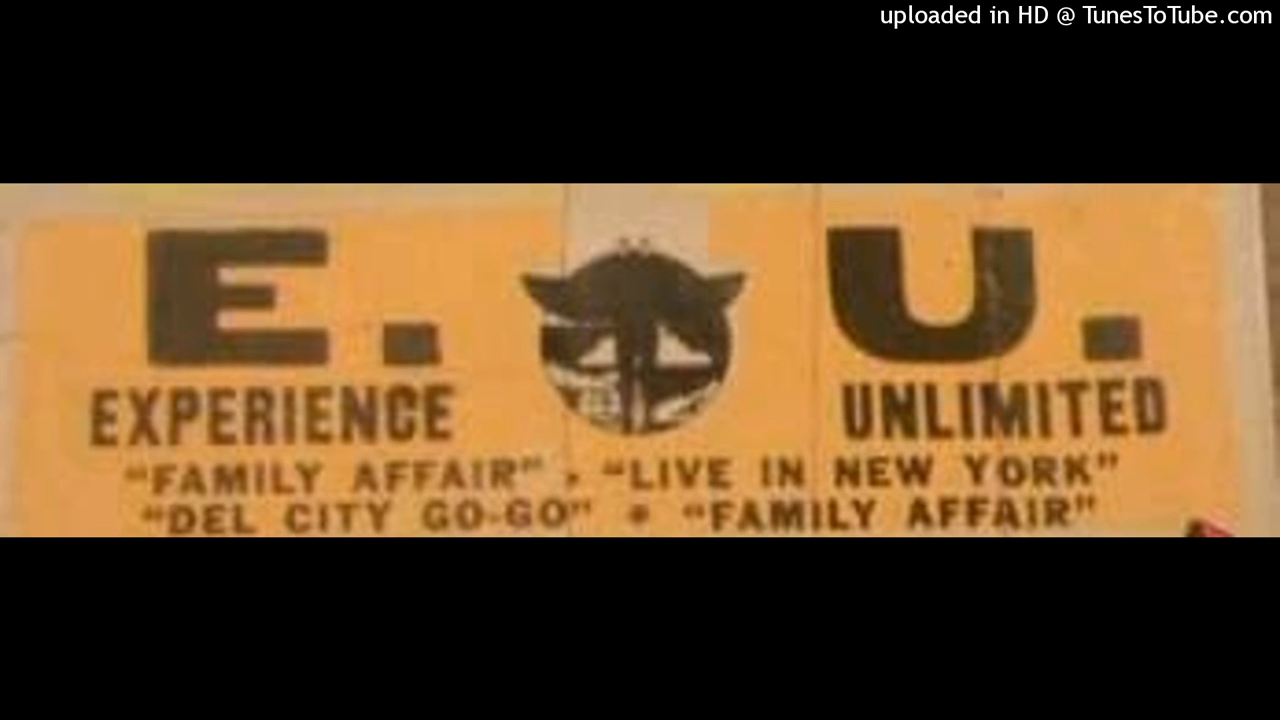 uploaded in HD @ TunesToTube.com
E. U.
EXPERIENCE UNLIMITED
"FAMILY AFFAIR" , "LIVE IN NEW YORK"
"DEL CITY GO-GO" * "FAMILY AFFAIR"